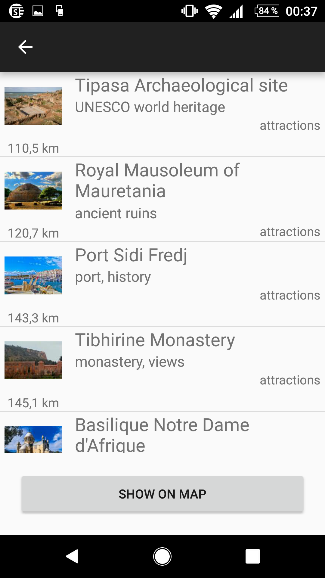 84 %
00:37
Tipasa Archaeological site
UNESCO world heritage
attractions
110,5 km
Royal Mausoleum of
Mauretania
ancient ruins
attractions
120,7 km
Port Sidi Fredj
port, history
attractions
143,3 km
Tibhirine Monastery
monastery, views
attractions
145,1 km
Basilique Notre Dame
d'Afrique
SHOW ON MAP